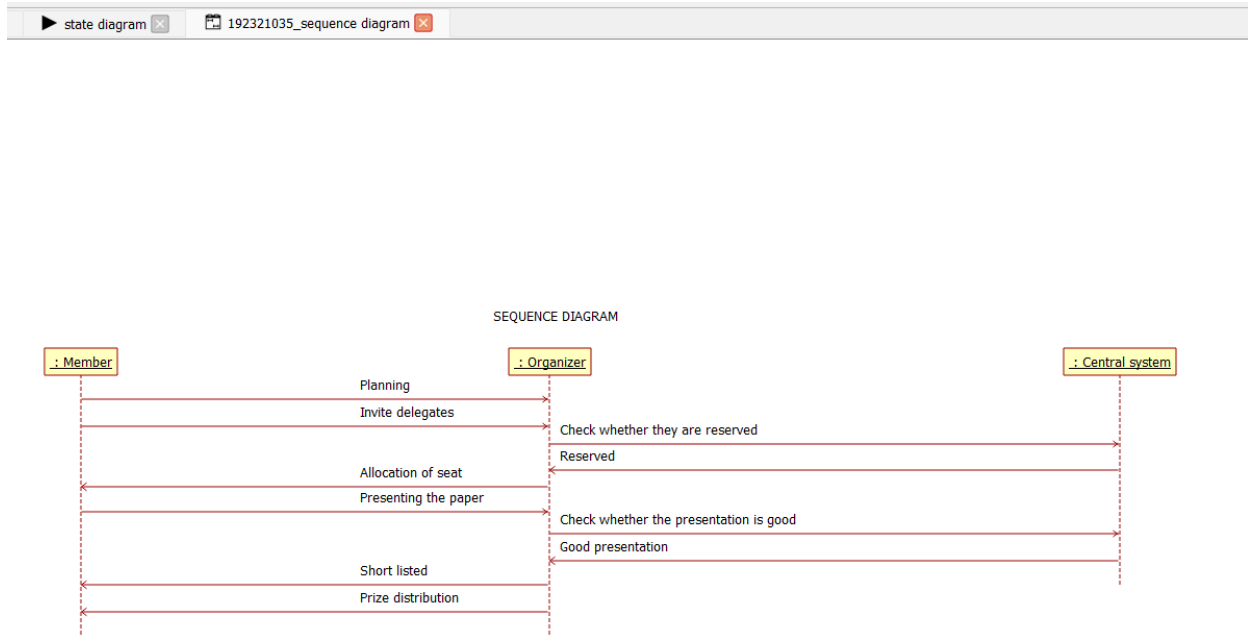 state diagram
192321035_sequence diagram
SEQUENCE DIAGRAM
: Member
: Organizer
: Central system
Planning
Invite delegates
Check whether they are reserved
Reserved
Allocation of seat
Presenting the paper
Check whether the presentation is good
Good presentation
Short listed
Prize distribution